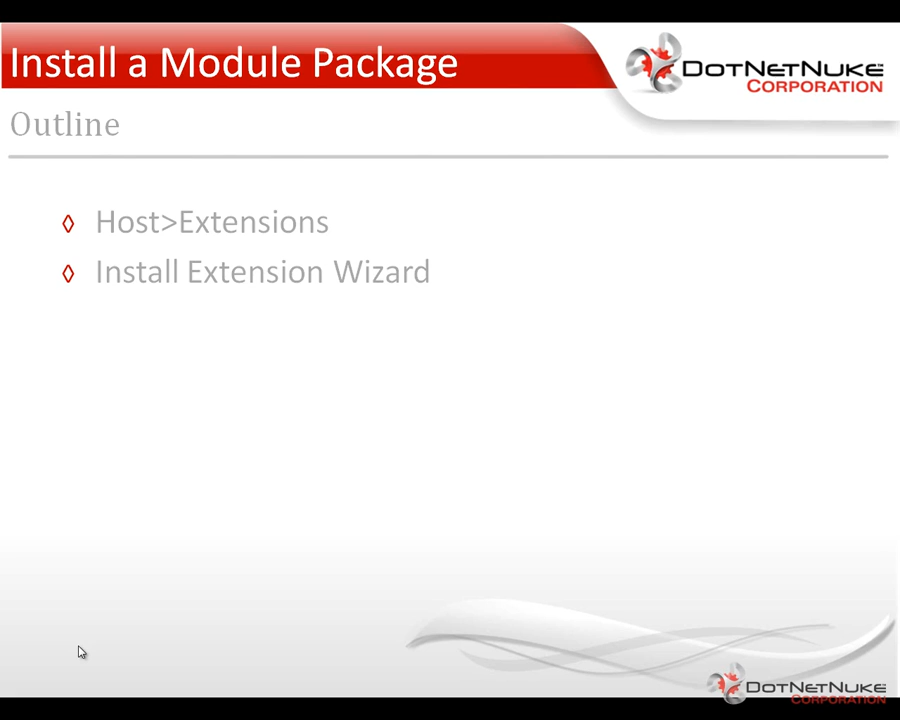 Install a Module Package
DOTNETNUKE
CORPORATION
Outline
Host>Extensions
Install Extension Wizard
DOTNETNUKE
CORPORATION